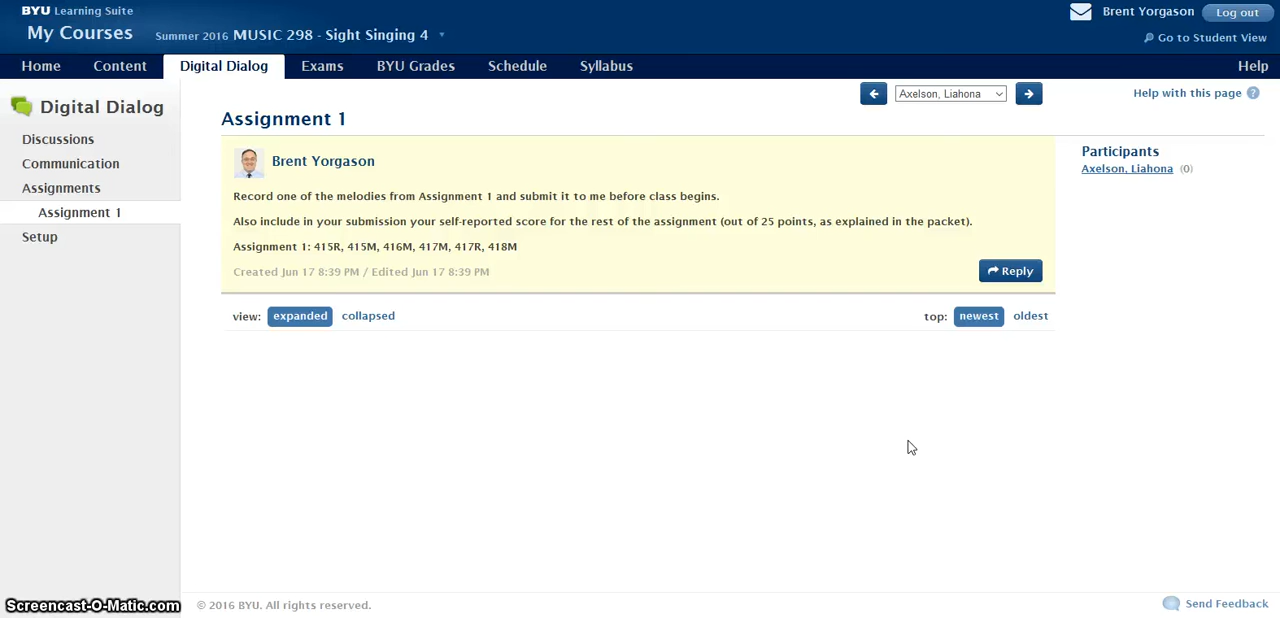 BYU Learning Suite
Brent Yorgason Log out
My Courses Summer 2016 MUSIC 298 - Sight Singing 4
Go to Student View
Home Content Digital Dialog Exams BYU Grades Schedule Syllabus Help
Digital Dialog
Discussions
Communication
Assignments
Assignment 1
Setup
Axelson, Liahona
Help with this page ?
Assignment 1
Brent Yorgason
Record one of the melodies from Assignment 1 and submit it to me before class begins.
Also include in your submission your self-reported score for the rest of the assignment (out of 25 points, as explained in the packet).
Assignment 1: 415R, 415M, 416M, 417M, 417R, 418M
Created Jun 17 8:39 PM / Edited Jun 17 8:39 PM
Reply
view: expanded collapsed
top: newest oldest
Participants
Axelson, Liahona (0)
Screencast-O-Matic.com
© 2016 BYU. All rights reserved.
Send Feedback